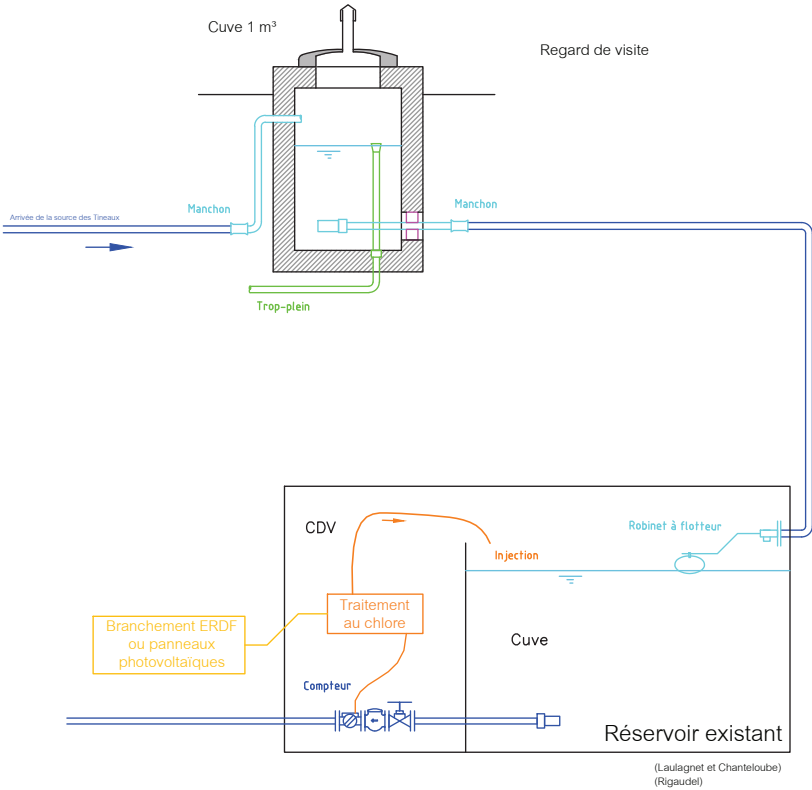 Cuve 1 m³
Regard de visite
Arrivée de la source des Tineaux
Manchon
Manchon
Trop-plein
CDV
Robinet à flotteur
Injection
Traitement
au chlore
Branchement ERDF
ou panneaux
photovoltaïques
Cuve
Compteur
Réservoir existant
(Laulagnet et Chanteloube)
(Rigaudel)